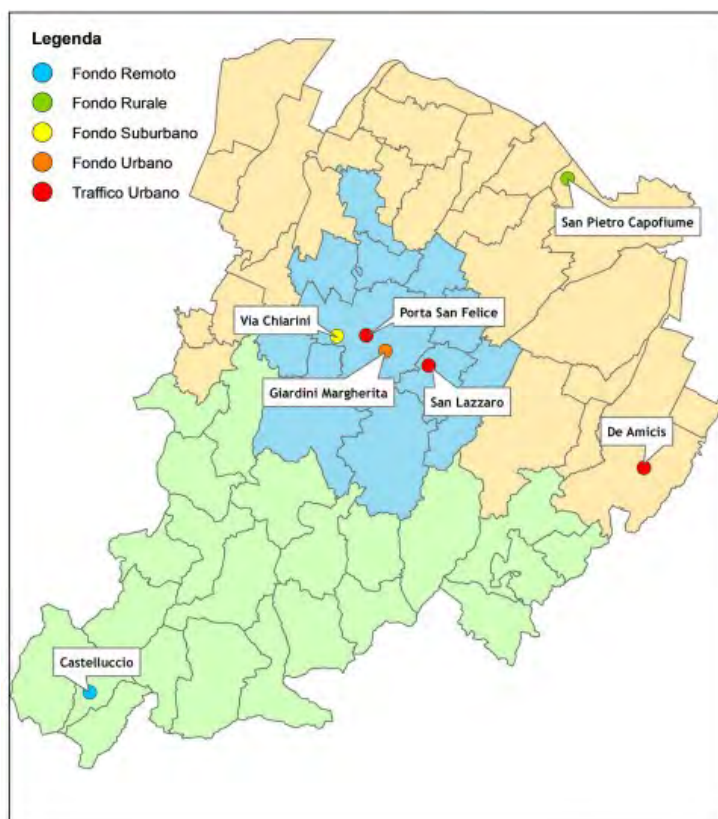 Legenda
Fondo Remoto
Fondo Rurale
Fondo Suburbano
Fondo Urbano
Traffico Urbano
San Pietro Capofiume
Via Chiarini
Porta San Felice
Giardini Margherita
San Lazzaro
De Amicis
Castelluccio